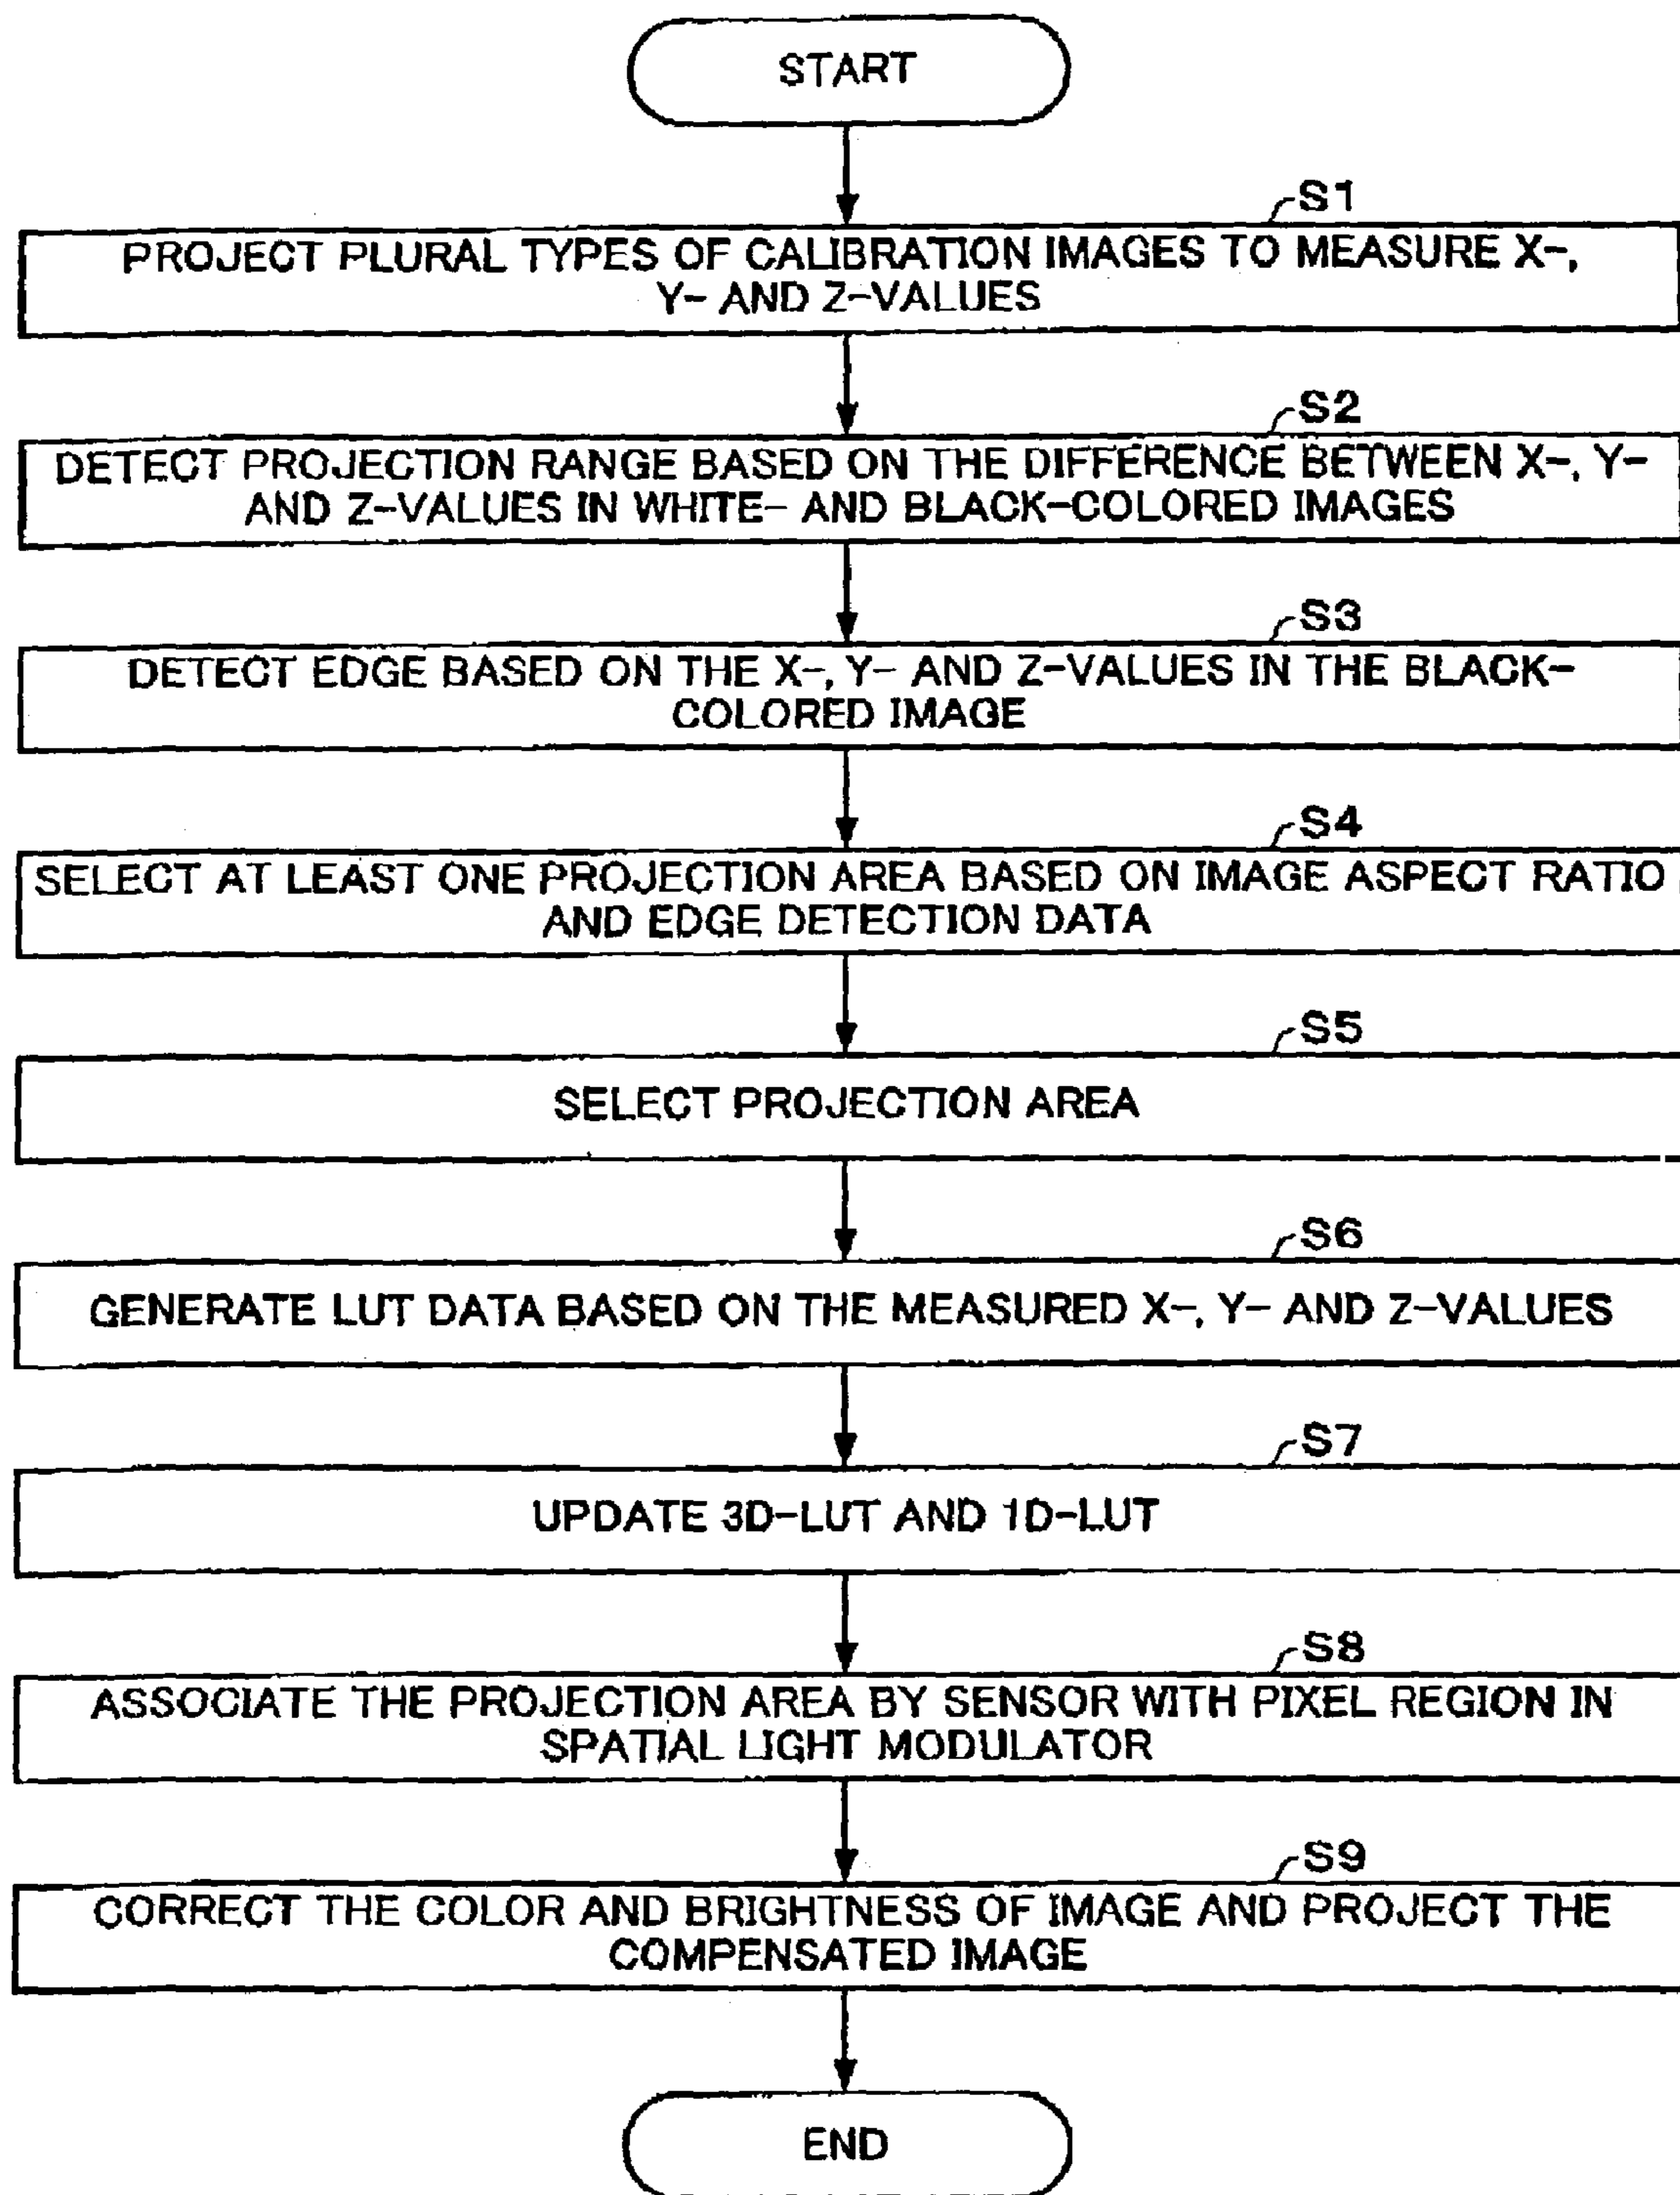 START
S1
PROJECT PLURAL TYPES OF CALIBRATION IMAGES TO MEASURE X-,
Y- AND Z-VALUES
S2
DETECT PROJECTION RANGE BASED ON THE DIFFERENCE BETWEEN X-, Y-
AND Z-VALUES IN WHITE- AND BLACK-COLORED IMAGES
S3
DETECT EDGE BASED ON THE X-, Y- AND Z-VALUES IN THE BLACK-
COLORED IMAGE
S4
SELECT AT LEAST ONE PROJECTION AREA BASED ON IMAGE ASPECT RATIO
AND EDGE DETECTION DATA
S5
SELECT PROJECTION AREA
S6
GENERATE LUT DATA BASED ON THE MEASURED X-, Y- AND Z-VALUES
S7
UPDATE 3D-LUT AND 1D-LUT
S8
ASSOCIATE THE PROJECTION AREA BY SENSOR WITH PIXEL REGION IN
SPATIAL LIGHT MODULATOR
S9
CORRECT THE COLOR AND BRIGHTNESS OF IMAGE AND PROJECT THE
COMPENSATED IMAGE
END